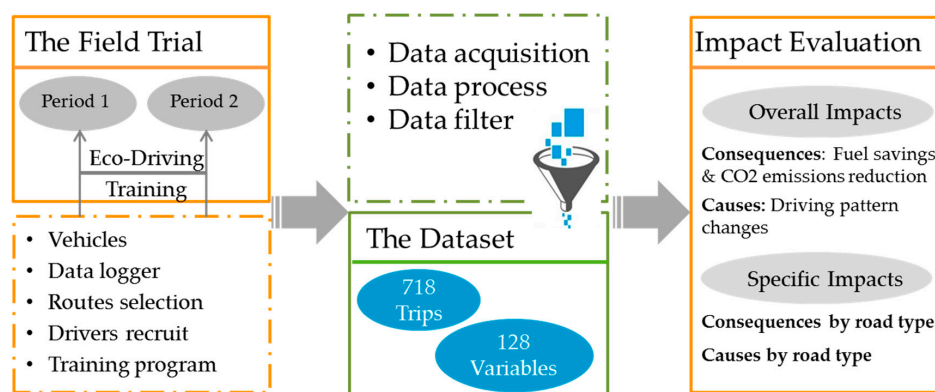 The Field Trial
Period 1
Period 2
Eco-Driving
Training
• Vehicles
• Data logger
• Routes selection
• Drivers recruit
• Training program
• Data acquisition
• Data process
• Data filter
The Dataset
718
Trips
128
Variables
Impact Evaluation
Overall Impacts
Consequences: Fuel savings
& CO2 emissions reduction
Causes: Driving pattern
changes
Specific Impacts
Consequences by road type
Causes by road type